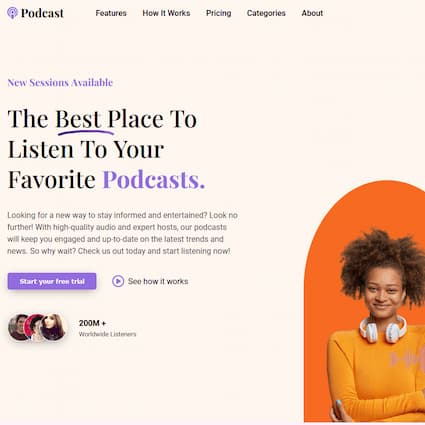 Podcast
Features How It Works Pricing Categories About
New Sessions Available
The Best Place To
Listen To Your
Favorite Podcasts.
Looking for a new way to stay informed and entertained? Look no
further! With high-quality audio and expert hosts, our podcasts
will keep you engaged and up-to-date on the latest trends and
news. So why wait? Check us out today and start listening now!
Start your free trial
See how it works
200M +
Worldwide Listeners